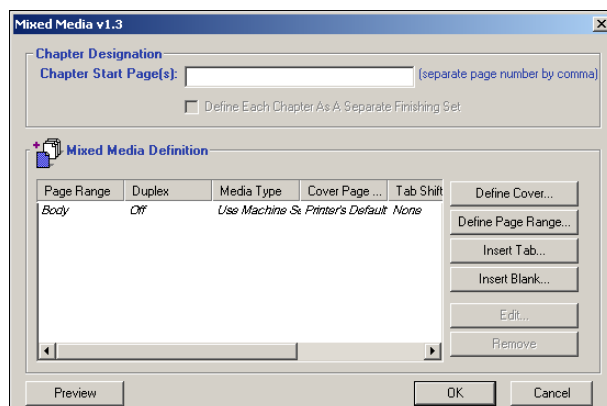 Mixed Media v1.3
Chapter Designation
Chapter Start Page(s): (separate page number by comma)
Define Each Chapter As A Separate Finishing Set
Mixed Media Definition
Page Range Duplex Media Type Cover Page ... Tab Shift
Body Off Use Machine Se Printer's Default None
Define Cover...
Define Page Range...
Insert Tab...
Insert Blank...
Edit...
Remove
Preview OK Cancel